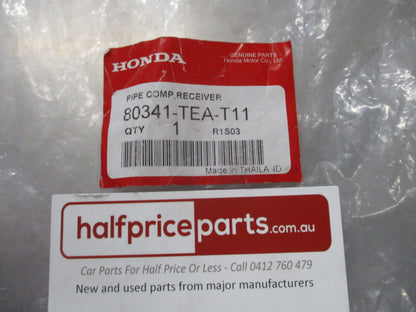 HONDA
GENUINE PARTS
Honda Motor Co., Ltd.
PIPE COMP,RECEIVER
80341-TEA-T11
QTY 1 R1S03
Made in THAILA ID
halfpriceparts.com.au
Car Parts For Half Price Or Less - Call 0412 760 479
New and used parts from major manufacturers